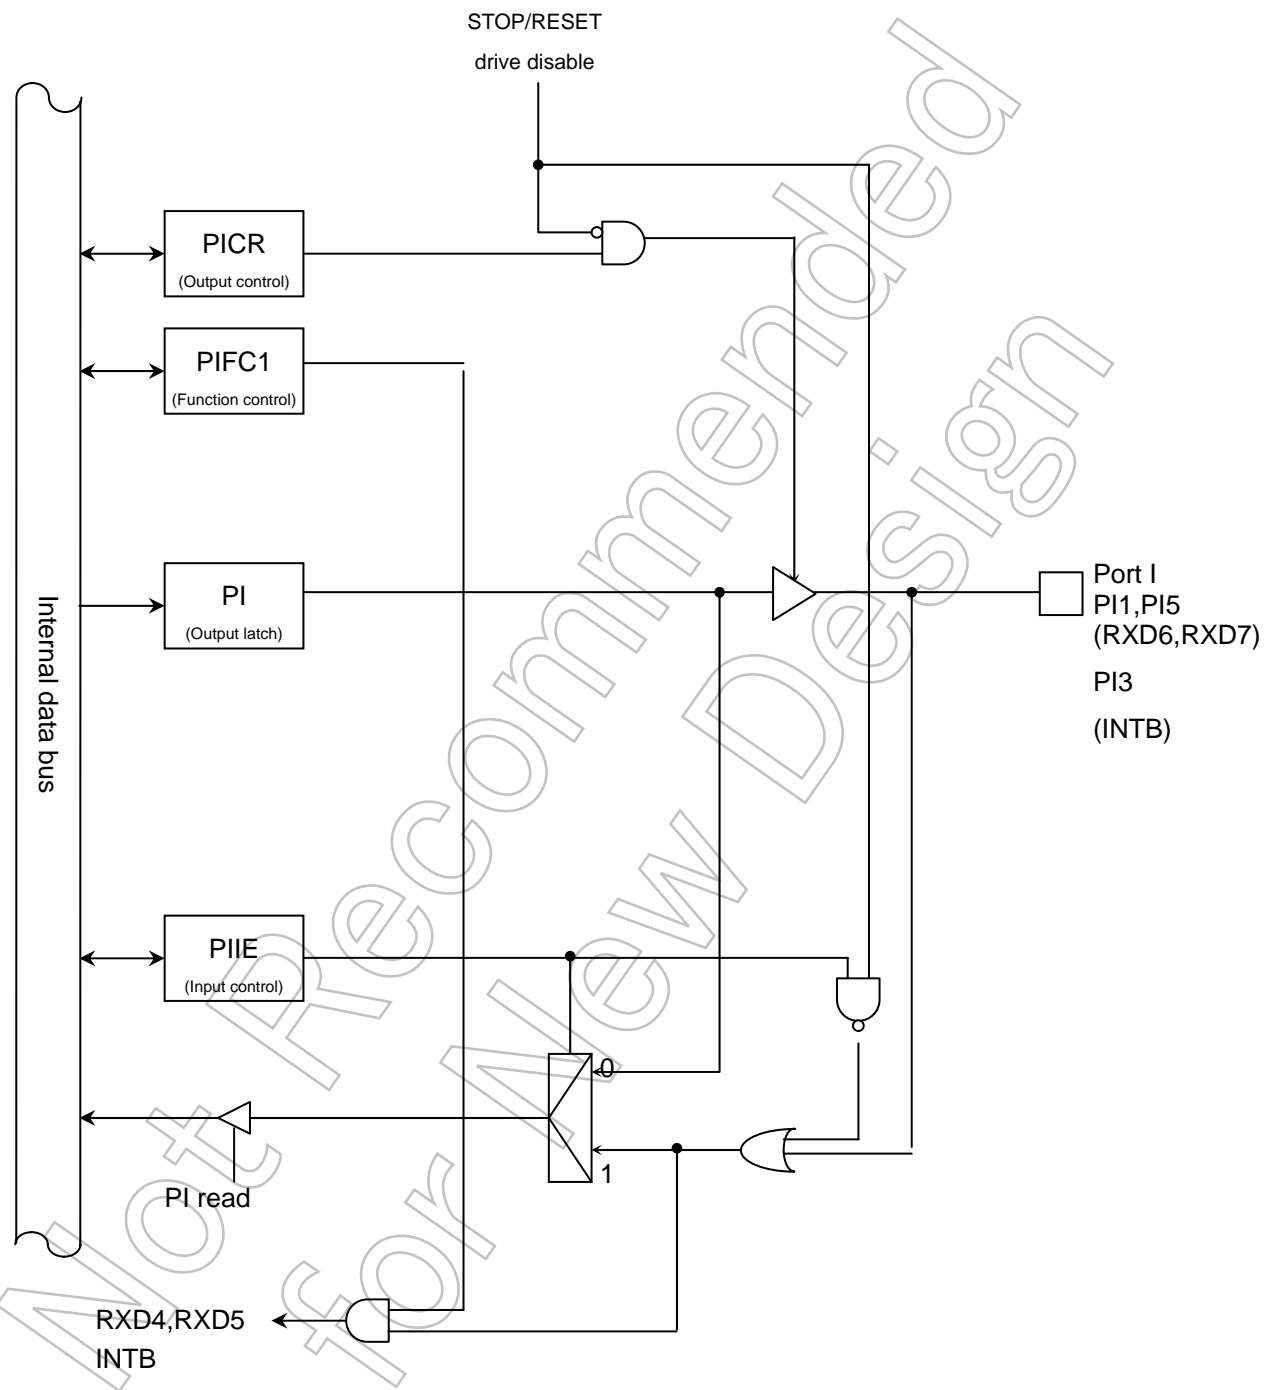 STOP/RESET
drive disable
PICR
(Output control)
PIFC1
(Function control)
PI
(Output latch)
Internal data bus
Port I
PI1,PI5
(RXD6,RXD7)
PI3
(INTB)
PIIE
(Input control)
0
1
PI read
RXD4,RXD5
INTB
Not Recommended
for New Design